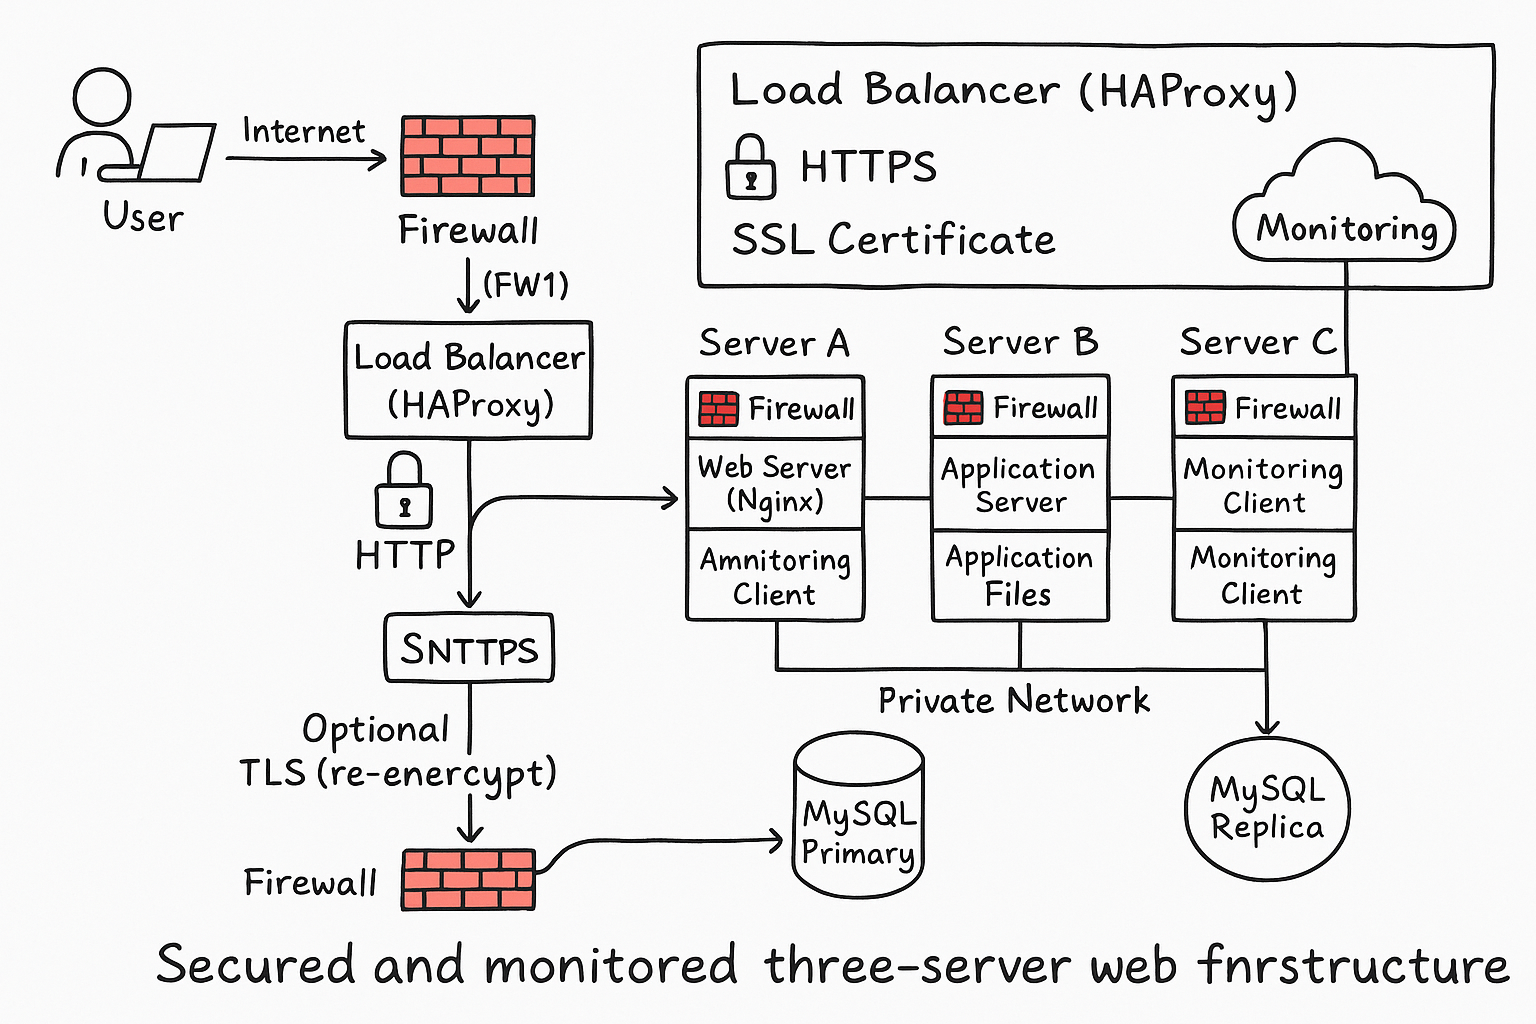 Internet
User
Firewall
(FW1)
Load Balancer
(HAProxy)
HTTP
SNTTPS
Optional
TLS (re-enercypt)
Firewall
Load Balancer (HAProxy)
HTTPS
SSL Certificate
Monitoring
Server A
Firewall
Web Server
(Nginx)
Amnitoring
Client
Server B
Firewall
Application
Server
Application
Files
Server C
Firewall
Monitoring
Client
Monitoring
Client
Private Network
MySQL
Primary
MySQL
Replica
Secured and monitored three-server web fnrstructure